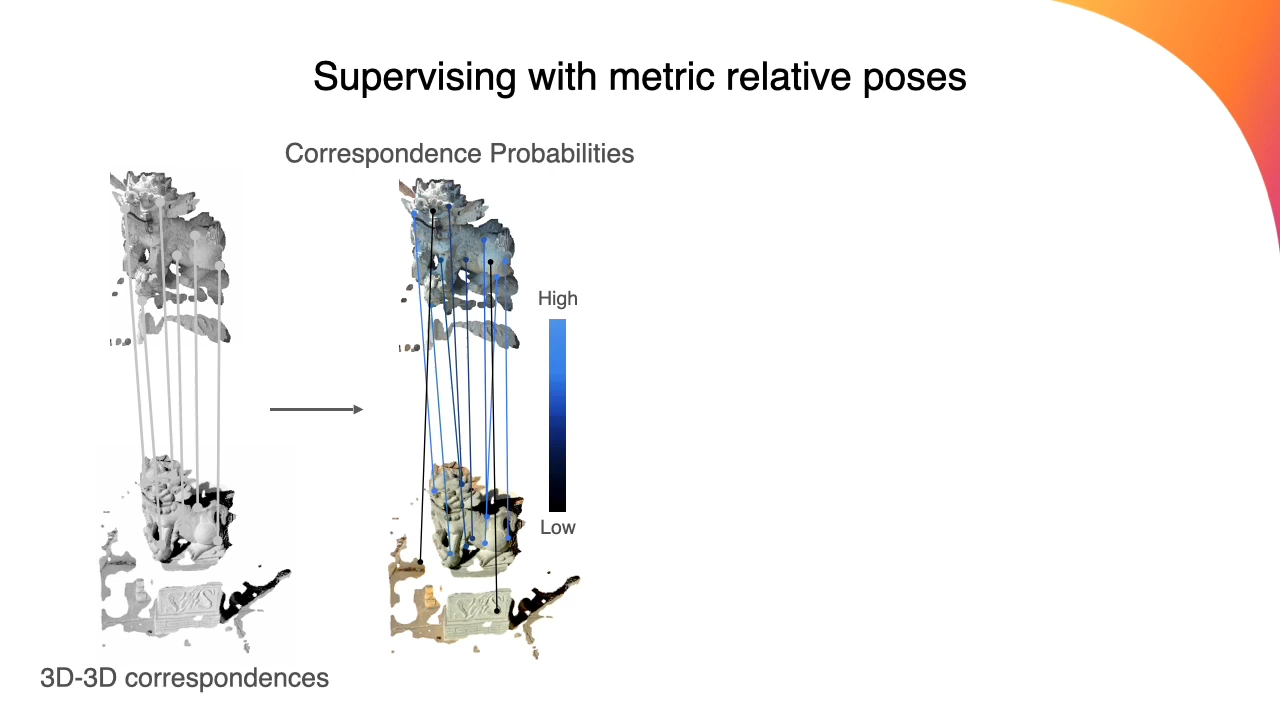 Supervising with metric relative poses
Correspondence Probabilities
High
Low
3D-3D correspondences